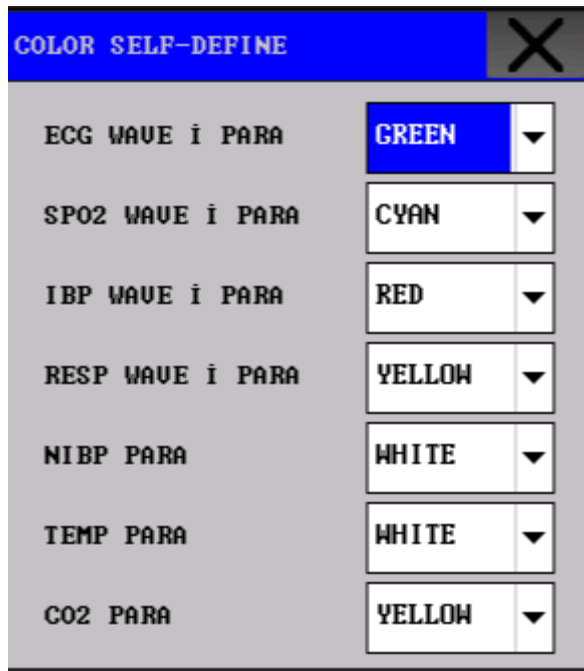 COLOR SELF-DEFINE
ECG WAVE İ PARA GREEN
SPO2 WAVE İ PARA CYAN
IBP WAVE İ PARA RED
RESP WAVE İ PARA YELLOW
NIBP PARA WHITE
TEMP PARA WHITE
CO2 PARA YELLOW